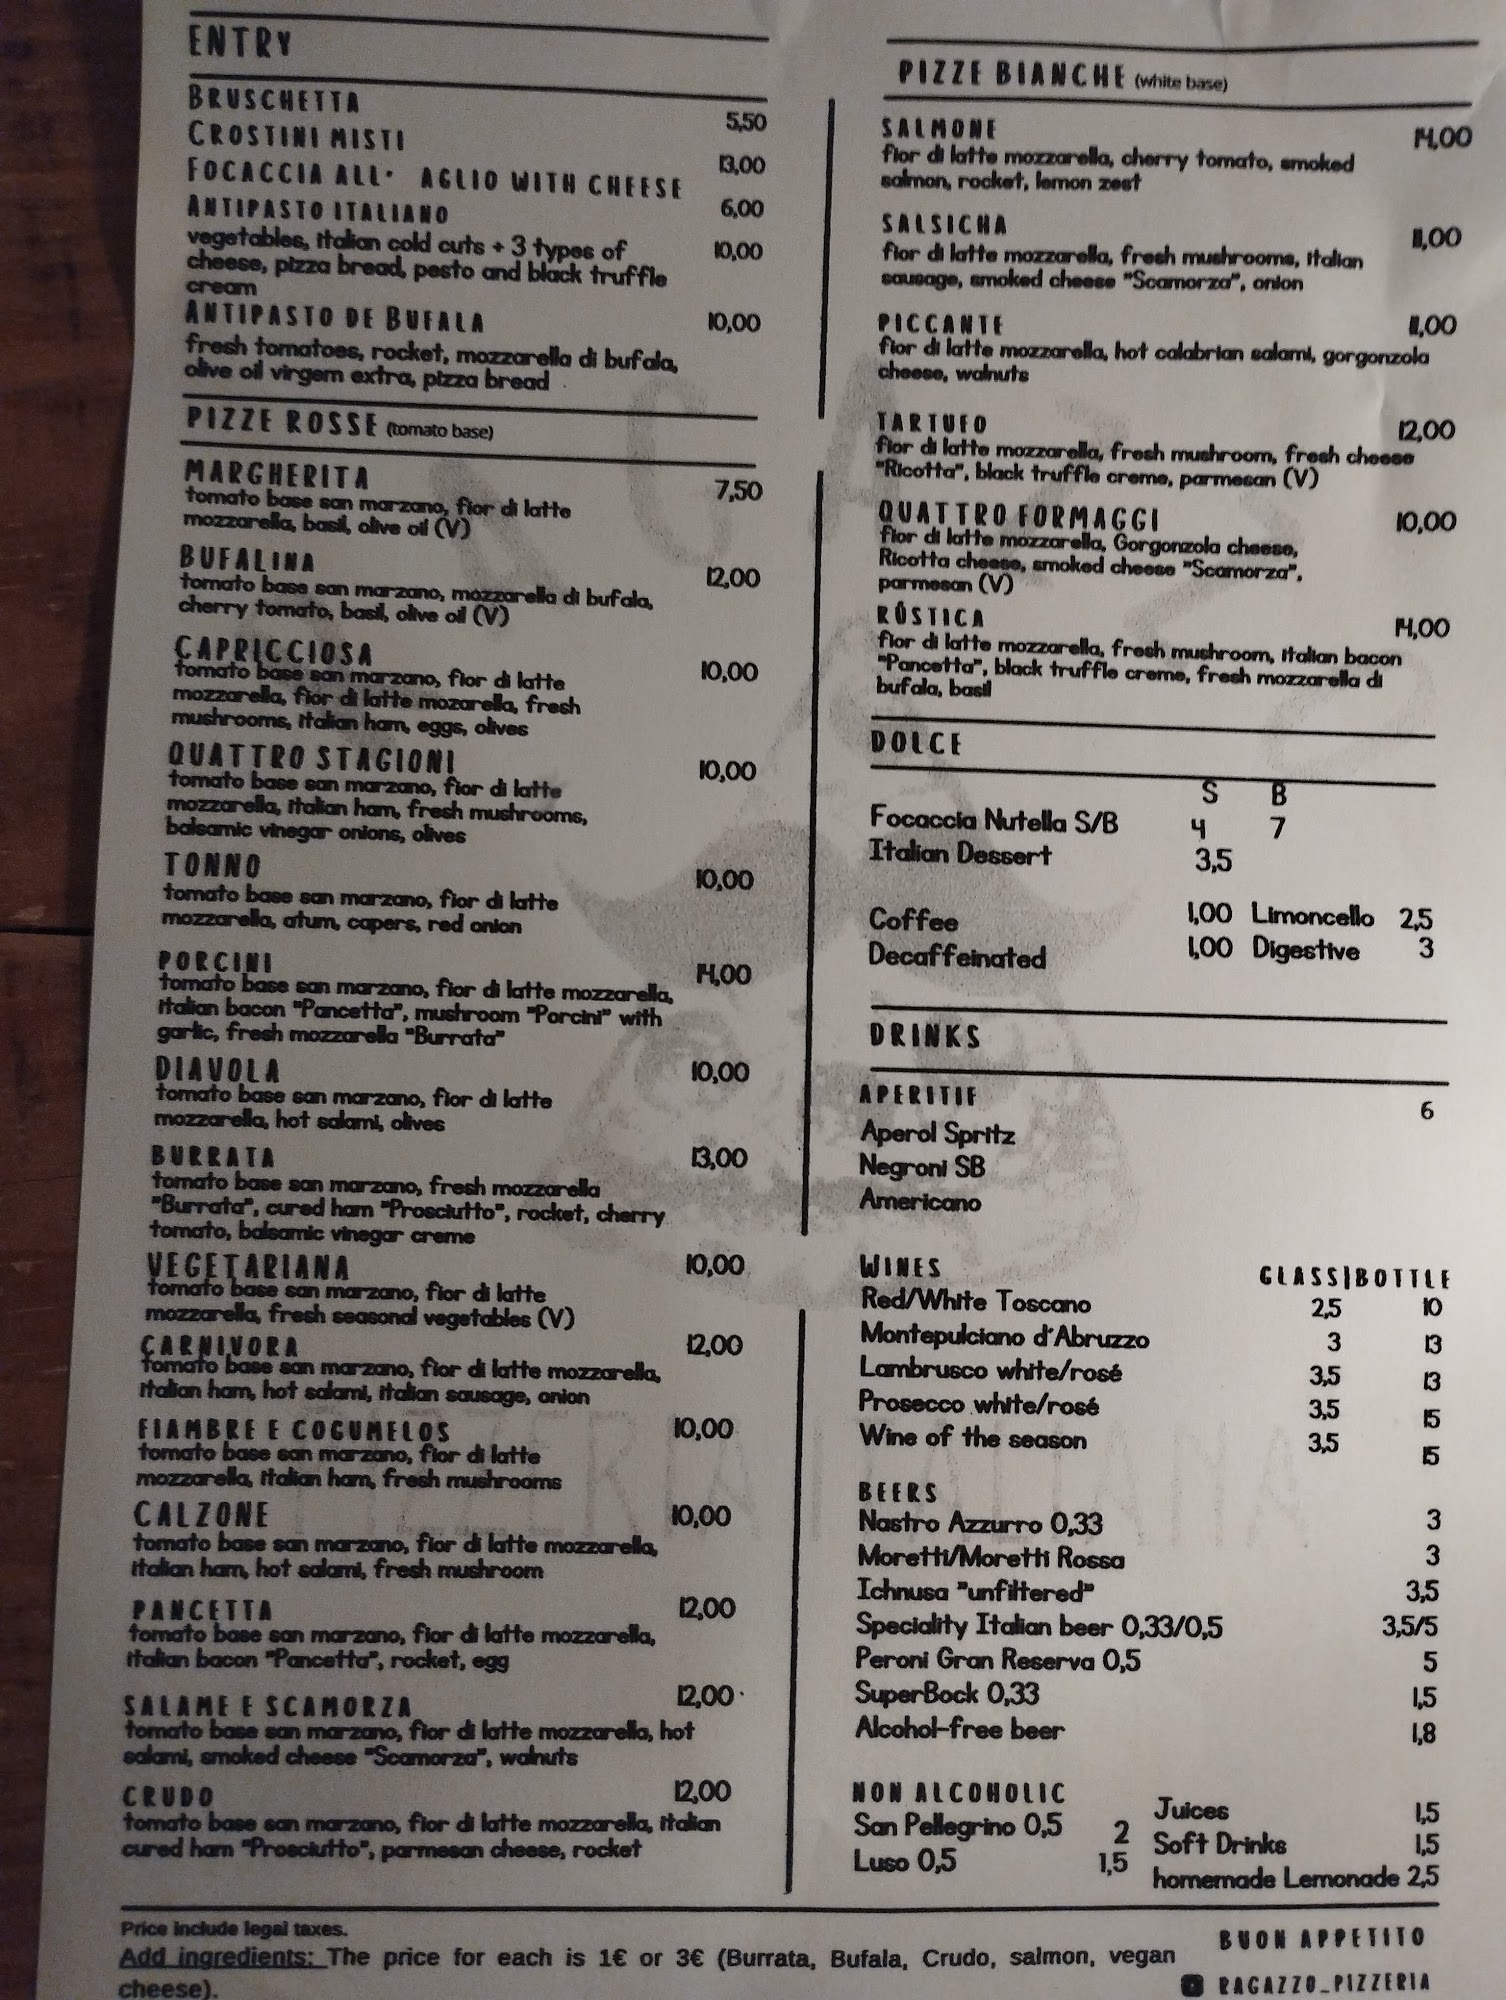 ENTRY
BRUSCHETTA 5,50
CROSTINI MISTI 13,00
FOCACCIA ALL' AGLIO WITH CHEESE 6,00
ANTIPASTO ITALIANO 10,00
vegetables, italian cold cuts + 3 types of
cheese, pizza bread, pesto and black truffle
cream
ANTIPASTO DE BUFALA 10,00
fresh tomatoes, rocket, mozzarella di bufala,
olive oil virgem extra, pizza bread
PIZZE ROSSE (tomato base)
MARGHERITA 7,50
tomato base san marzano, fior di latte
mozzarella, basil, olive oil (V)
BUFALINA 12,00
tomato base san marzano, mozzarella di bufala,
cherry tomato, basil, olive oil (V)
CAPRICCIOSA 10,00
tomato base san marzano, fior di latte
mozzarella, fior di latte mozarella, fresh
mushrooms, italian ham, eggs, olives
QUATTRO STAGIONI 10,00
tomato base san marzano, fior di latte
mozzarella, italian ham, fresh mushrooms,
balsamic vinegar onions, olives
TONNO 10,00
tomato base san marzano, fior di latte
mozzarella, atum, capers, red onion
PORCINI 14,00
tomato base san marzano, fior di latte mozzarella,
italian bacon "Pancetta", mushroom "Porcini" with
garlic, fresh mozzarella "Burrata"
DIAVOLA 10,00
tomato base san marzano, fior di latte
mozzarella, hot salami, olives
BURRATA 13,00
tomato base san marzano, fresh mozzarella
"Burrata", cured ham "Prosciutto", rocket, cherry
tomato, balsamic vinegar creme
VEGETARIANA 10,00
tomato base san marzano, fior di latte
mozzarella, fresh seasonal vegetables (V)
CARNIVORA 12,00
tomato base san marzano, fior di latte mozzarella,
italian ham, hot salami, italian sausage, onion
FIAMBRE E COGUMELOS 10,00
tomato base san marzano, fior di latte
mozzarella, italian ham, fresh mushrooms
CALZONE 10,00
tomato base san marzano, fior di latte mozzarella,
italian ham, hot salami, fresh mushroom
PANCETTA 12,00
tomato base san marzano, fior di latte mozzarella,
italian bacon "Pancetta", rocket, egg
SALAME E SCAMORZA 12,00
tomato base san marzano, fior di latte mozzarella, hot
salami, smoked cheese "Scamorza", walnuts
CRUDO 12,00
tomato base san marzano, fior di latte mozzarella, italian
cured ham "Prosciutto", parmesan cheese, rocket
PIZZE BIANCHE (white base)
SALMONE 14,00
fior di latte mozzarella, cherry tomato, smoked
salmon, rocket, lemon zest
SALSICHA 11,00
fior di latte mozzarella, fresh mushrooms, italian
sausage, smoked cheese "Scamorza", onion
PICCANTE 11,00
fior di latte mozzarella, hot calabrian salami, gorgonzola
cheese, walnuts
TARTUFO 12,00
fior di latte mozzarella, fresh mushroom, fresh cheese
"Ricotta", black truffle creme, parmesan (V)
QUATTRO FORMAGGI 10,00
fior di latte mozzarella, Gorgonzola cheese,
Ricotta cheese, smoked cheese "Scamorza",
parmesan (V)
RÚSTICA 14,00
fior di latte mozzarella, fresh mushroom, italian bacon
"Pancetta", black truffle creme, fresh mozzarella di
bufala, basil
DOLCE
S B
Focaccia Nutella S/B 4 7
Italian Dessert 3,5
Coffee 1,00 Limoncello 2,5
Decaffeinated 1,00 Digestive 3
DRINKS
APERITIF 6
Aperol Spritz
Negroni SB
Americano
WINES GLASS|BOTTLE
Red/White Toscano 2,5 10
Montepulciano d'Abruzzo 3 13
Lambrusco white/rosé 3,5 13
Prosecco white/rosé 3,5 15
Wine of the season 3,5 15
BEERS
Nastro Azzurro 0,33 3
Moretti/Moretti Rossa 3
Ichnusa "unfiltered" 3,5
Speciality Italian beer 0,33/0,5 3,5/5
Peroni Gran Reserva 0,5 5
SuperBock 0,33 1,5
Alcohol-free beer 1,8
NON ALCOHOLIC
San Pellegrino 0,5 2
Luso 0,5 1,5
Juices 1,5
Soft Drinks 1,5
homemade Lemonade 2,5
Price include legal taxes.
Add ingredients: The price for each is 1€ or 3€ (Burrata, Bufala, Crudo, salmon, vegan
cheese).
BUON APPETITO
RAGAZZO_PIZZERIA